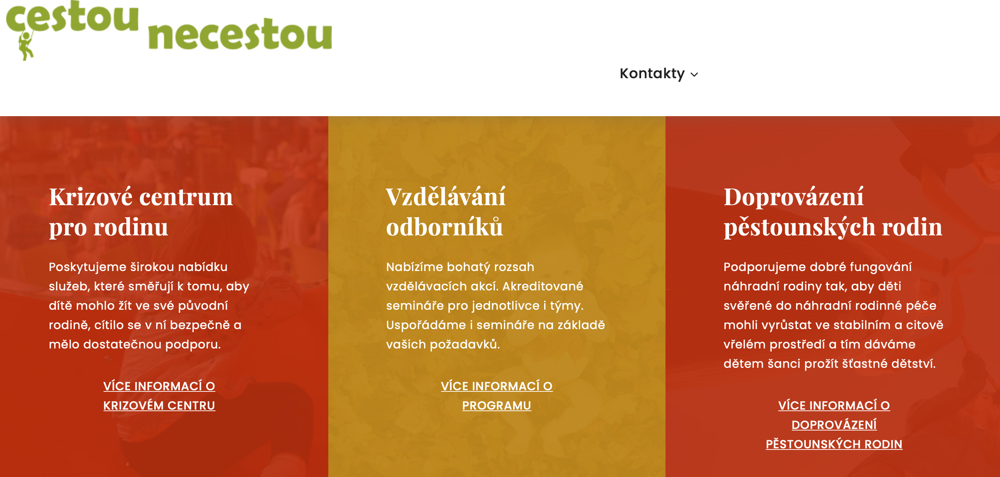 cestou necestou
Kontakty
Krizové centrum
pro rodinu
Poskytujeme širokou nabídku
služeb, které směřují k tomu, aby
dítě mohlo žít ve své původní
rodině, cítilo se v ní bezpečně a
mělo dostatečnou podporu.
VÍCE INFORMACÍ O
KRIZOVÉM CENTRU
Vzdělávání
odborníků
Nabízíme bohatý rozsah
vzdělávacích akcí. Akreditované
semináře pro jednotlivce i týmy.
Uspořádáme i semináře na základě
vašich požadavků.
VÍCE INFORMACÍ O
PROGRAMU
Doprovázení
pěstounských rodin
Podporujeme dobré fungování
náhradní rodiny tak, aby děti
svěřené do náhradní rodinné péče
mohli vyrůstat ve stabilním a citově
vřelém prostředí a tím dáváme
dětem šanci prožít šťastné dětství.
VÍCE INFORMACÍ O
DOPROVÁZENÍ
PĚSTOUNSKÝCH RODIN